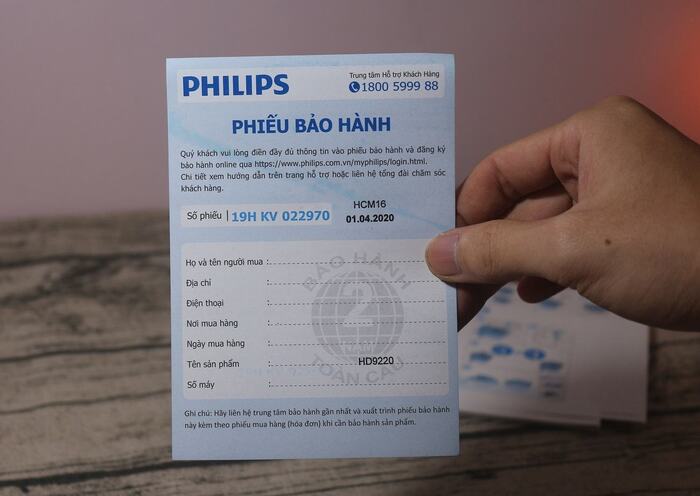 PHILIPS
Trung tâm Hỗ trợ Khách Hàng
1800 5999 88
PHIẾU BẢO HÀNH
Quý khách vui lòng điền đầy đủ thông tin vào phiếu bảo hành và đăng ký
bảo hành online qua https://www.philips.com.vn/myphilips/login.html.
Chi tiết xem hướng dẫn trên trang hỗ trợ hoặc liên hệ tổng đài chăm sóc
khách hàng.
Số phiếu | 19H KV 022970
HCM16
01.04.2020
Họ và tên người mua :
Địa chỉ :
Điện thoại :
Nơi mua hàng :
Ngày mua hàng :
Tên sản phẩm : HD9220
Số máy :
BẢO HÀNH
TOÀN CẦU
Ghi chú: Hãy liên hệ trung tâm bảo hành gần nhất và xuất trình phiếu bảo hành
này kèm theo phiếu mua hàng (hóa đơn) khi cần bảo hành sản phẩm.